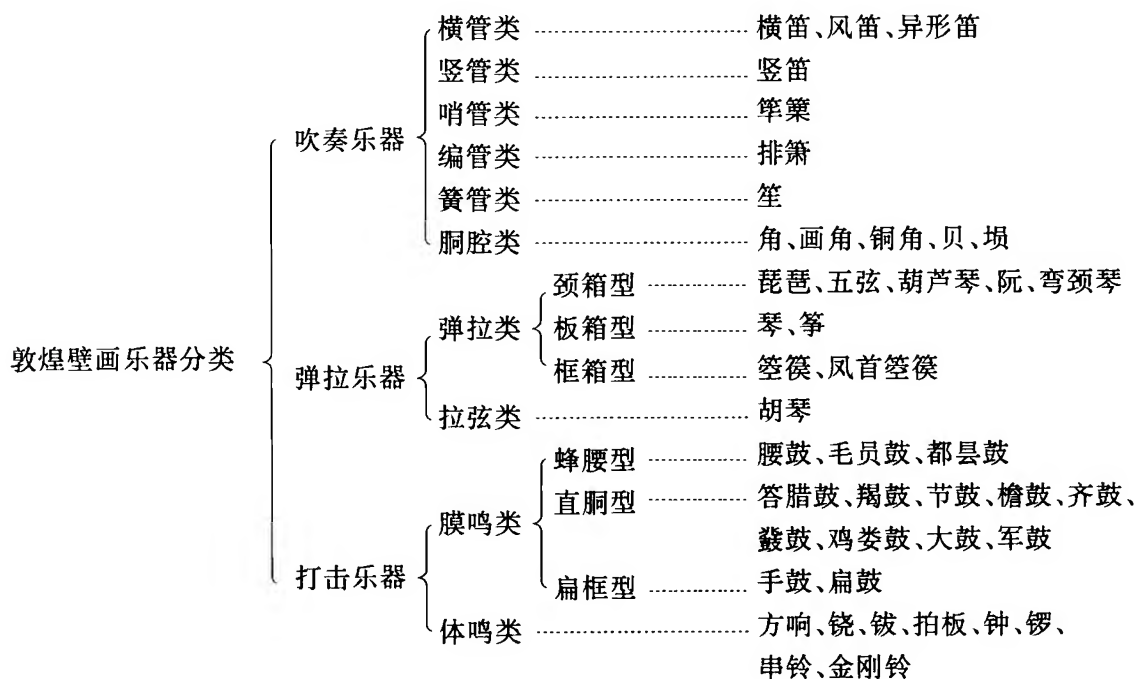 横管类 ………… 横笛、风笛、异形笛
竖管类 ………… 竖笛
哨管类 ………… 筚篥
吹奏乐器
编管类 ………… 排箫
簧管类 ………… 笙
胴腔类 ………… 角、画角、铜角、贝、埙
颈箱型 ………… 琵琶、五弦、葫芦琴、阮、弯颈琴
弹拉类
板箱型 ………… 琴、筝
敦煌壁画乐器分类
弹拉乐器
框箱型 ………… 箜篌、凤首箜篌
拉弦类 ………… 胡琴
蜂腰型 ………… 腰鼓、毛员鼓、都昙鼓
直胴型 ………… 答腊鼓、羯鼓、节鼓、檐鼓、齐鼓、
膜鸣类
鼗鼓、鸡娄鼓、大鼓、军鼓
打击乐器
扁框型 ………… 手鼓、扁鼓
体鸣类 ………… 方响、铙、钹、拍板、钟、锣、
串铃、金刚铃